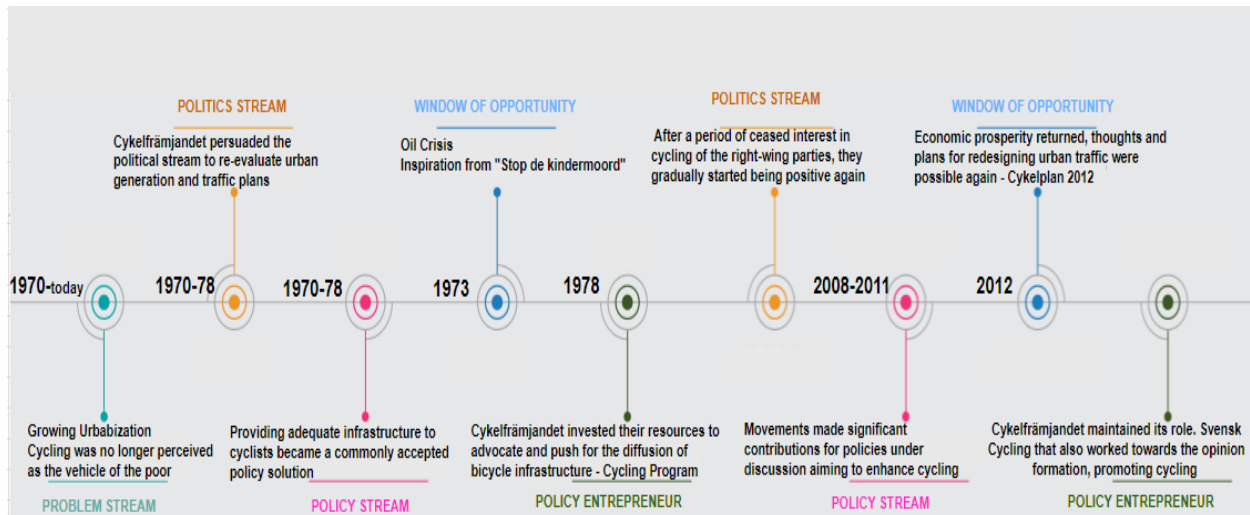 POLITICS STREAM
Cykelfrämjandet persuaded the
political stream to re-evaluate urban
generation and traffic plans
WINDOW OF OPPORTUNITY
Oil Crisis
Inspiration from "Stop de kindermoord"
POLITICS STREAM
After a period of ceased interest in
cycling of the right-wing parties, they
gradually started being positive again
WINDOW OF OPPORTUNITY
Economic prosperity returned, thoughts and
plans for redesigning urban traffic were
possible again - Cykelplan 2012
1970-today
1970-78
1970-78
1973
1978
2008-2011
2012
Growing Urbabization
Cycling was no longer perceived
as the vehicle of the poor
PROBLEM STREAM
Providing adequate infrastructure to
cyclists became a commonly accepted
policy solution
POLICY STREAM
Cykelfrämjandet invested their resources to
advocate and push for the diffusion of
bicycle infrastructure - Cycling Program
POLICY ENTREPRENEUR
Movements made significant
contributions for policies under
discussion aiming to enhance cycling
POLICY STREAM
Cykelfrämjandet maintained its role. Svensk
Cycling that also worked towards the opinion
formation, promoting cycling
POLICY ENTREPRENEUR